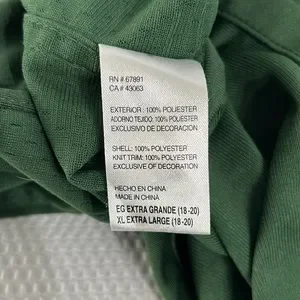 RN # 67891
CA # 43063
EXTERIOR: 100% POLIESTER
ADORNO TEJIDO: 100% POLIESTER
EXCLUSIVO DE DECORACION
SHELL: 100% POLYESTER
KNIT TRIM: 100% POLYESTER
EXCLUSIVE OF DECORATION
HECHO EN CHINA
MADE IN CHINA
EG EXTRA GRANDE (18-20)
XL EXTRA LARGE (18-20)